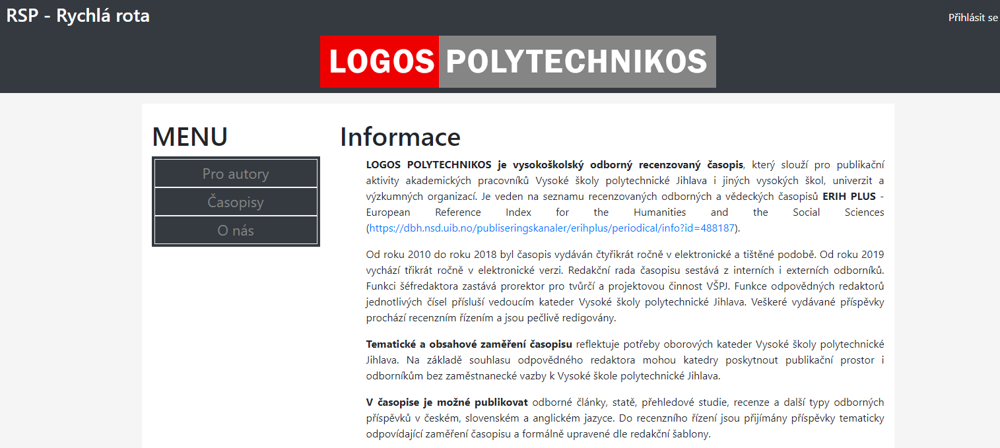 RSP - Rychlá rota
Přihlásit se
LOGOS POLYTECHNIKOS
MENU
Pro autory
Časopisy
O nás
Informace
LOGOS POLYTECHNIKOS je vysokoškolský odborný recenzovaný časopis, který slouží pro publikační
aktivity akademických pracovníků Vysoké školy polytechnické Jihlava i jiných vysokých škol, univerzit a
výzkumných organizací. Je veden na seznamu recenzovaných odborných a vědeckých časopisů ERIH PLUS -
European Reference Index for the Humanities and the Social Sciences
(https://dbh.nsd.uib.no/publiseringskanaler/erihplus/periodical/info?id=488187).
Od roku 2010 do roku 2018 byl časopis vydáván čtyřikrát ročně v elektronické a tištěné podobě. Od roku 2019
vychází třikrát ročně v elektronické verzi. Redakční rada časopisu sestává z interních i externích odborníků.
Funkci šéfredaktora zastává prorektor pro tvůrčí a projektovou činnost VŠPJ. Funkce odpovědných redaktorů
jednotlivých čísel přísluší vedoucím kateder Vysoké školy polytechnické Jihlava. Veškeré vydávané příspěvky
prochází recenzním řízením a jsou pečlivě redigovány.
Tematické a obsahové zaměření časopisu reflektuje potřeby oborových kateder Vysoké školy polytechnické
Jihlava. Na základě souhlasu odpovědného redaktora mohou katedry poskytnout publikační prostor i
odborníkům bez zaměstnanecké vazby k Vysoké škole polytechnické Jihlava.
V časopise je možné publikovat odborné články, statě, přehledové studie, recenze a další typy odborných
příspěvků v českém, slovenském a anglickém jazyce. Do recenzního řízení jsou přijímány příspěvky tematicky
odpovídající zaměření časopisu a formálně upravené dle redakční šablony.